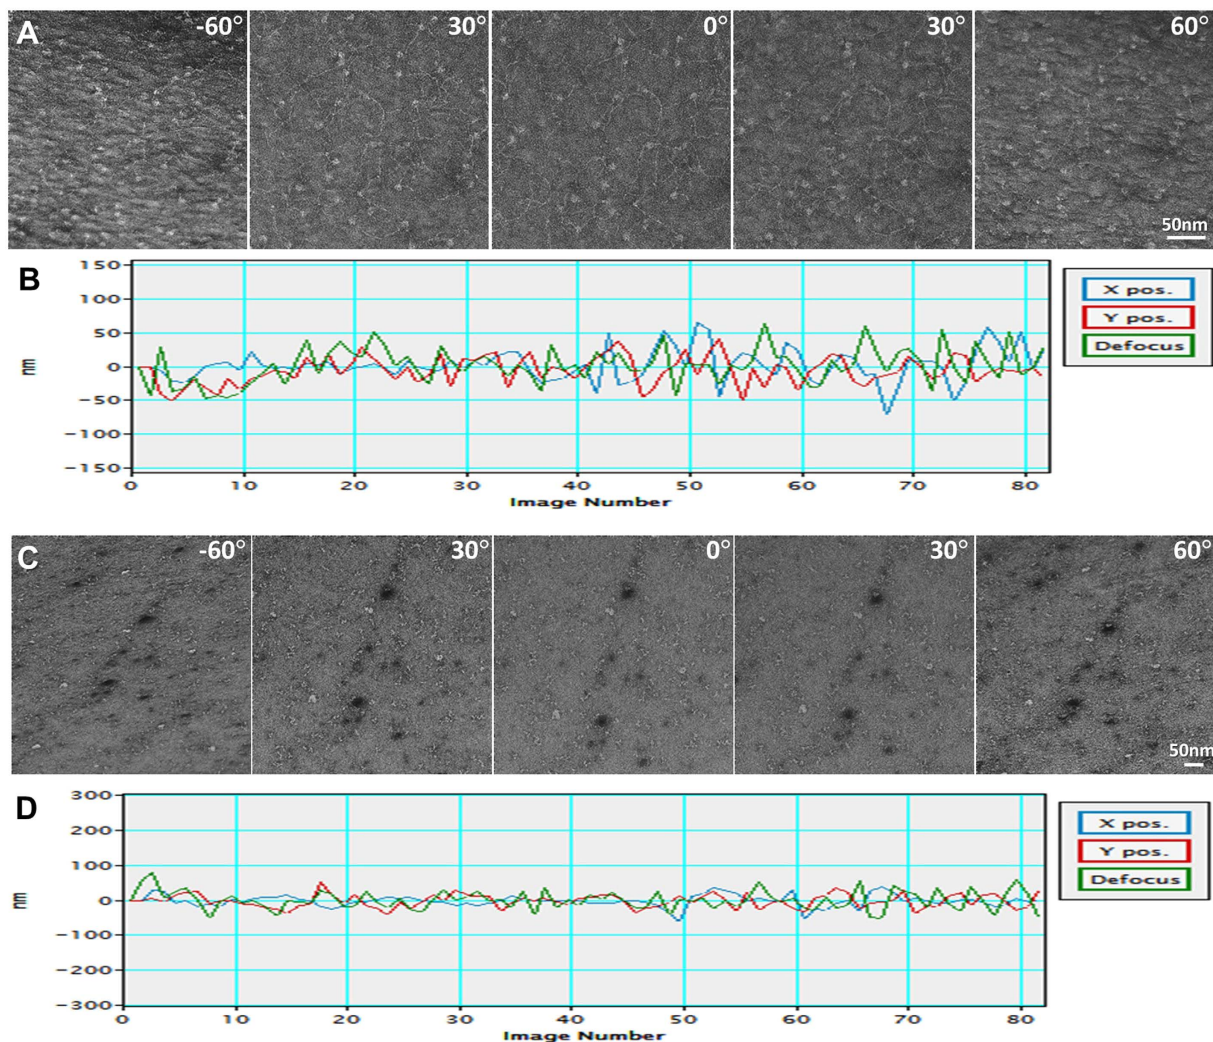 A -60° 30° 0° 30° 60°
50nm
B
150
100
50
0
-50
-100
-150
nm
0 10 20 30 40 50 60 70 80
Image Number
X pos.
Y pos.
Defocus
C -60° 30° 0° 30° 60°
50nm
D
300
200
100
0
-100
-200
-300
nm
0 10 20 30 40 50 60 70 80
Image Number
X pos.
Y pos.
Defocus